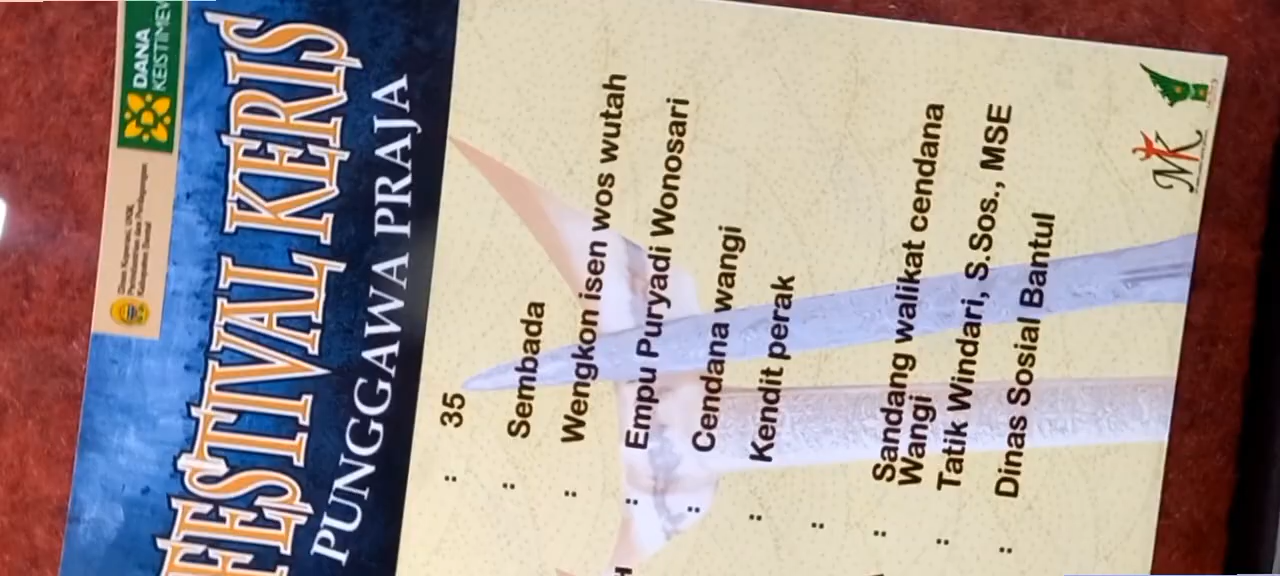 DANA
KEISTIMEW
FESTIVAL KERIS
PUNGGAWA PRAJA
: 35
: Sembada
: Wengkon isen wos wutah
H : Empu Puryadi Wonosari
: Cendana wangi
: Kendit perak
:
: Sandang walikat cendana
Wangi
: Tatik Windari, S.Sos., MSE
: Dinas Sosial Bantul
MK